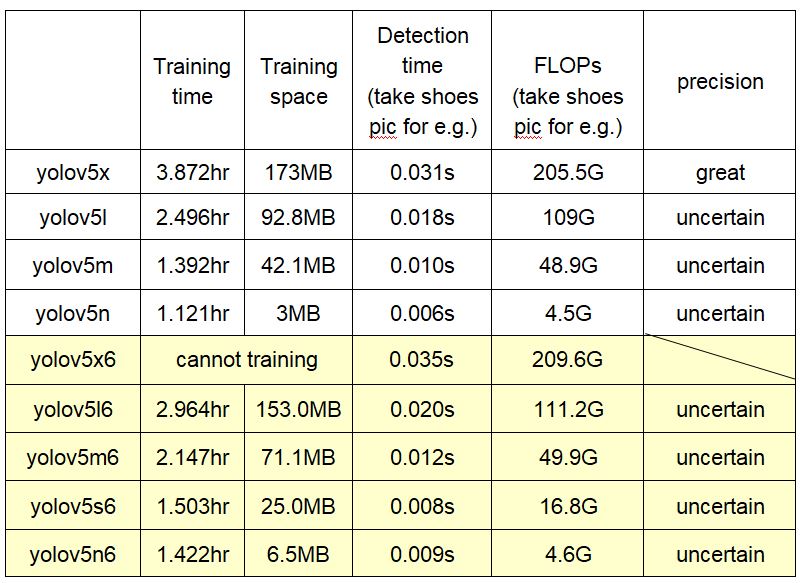 Training time Training space Detection time (take shoes pic for e.g.) FLOPs (take shoes pic for e.g.) precision
yolov5x 3.872hr 173MB 0.031s 205.5G great
yolov5l 2.496hr 92.8MB 0.018s 109G uncertain
yolov5m 1.392hr 42.1MB 0.010s 48.9G uncertain
yolov5n 1.121hr 3MB 0.006s 4.5G uncertain
yolov5x6 cannot training 0.035s 209.6G
yolov5l6 2.964hr 153.0MB 0.020s 111.2G uncertain
yolov5m6 2.147hr 71.1MB 0.012s 49.9G uncertain
yolov5s6 1.503hr 25.0MB 0.008s 16.8G uncertain
yolov5n6 1.422hr 6.5MB 0.009s 4.6G uncertain